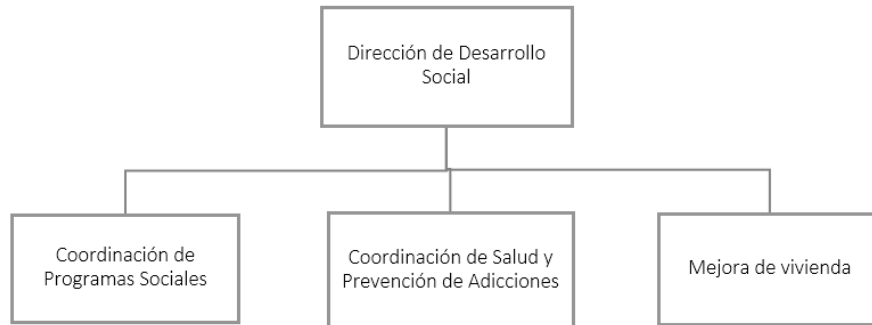 Dirección de Desarrollo
Social
Coordinación de
Programas Sociales
Coordinación de Salud y
Prevención de Adicciones
Mejora de vivienda